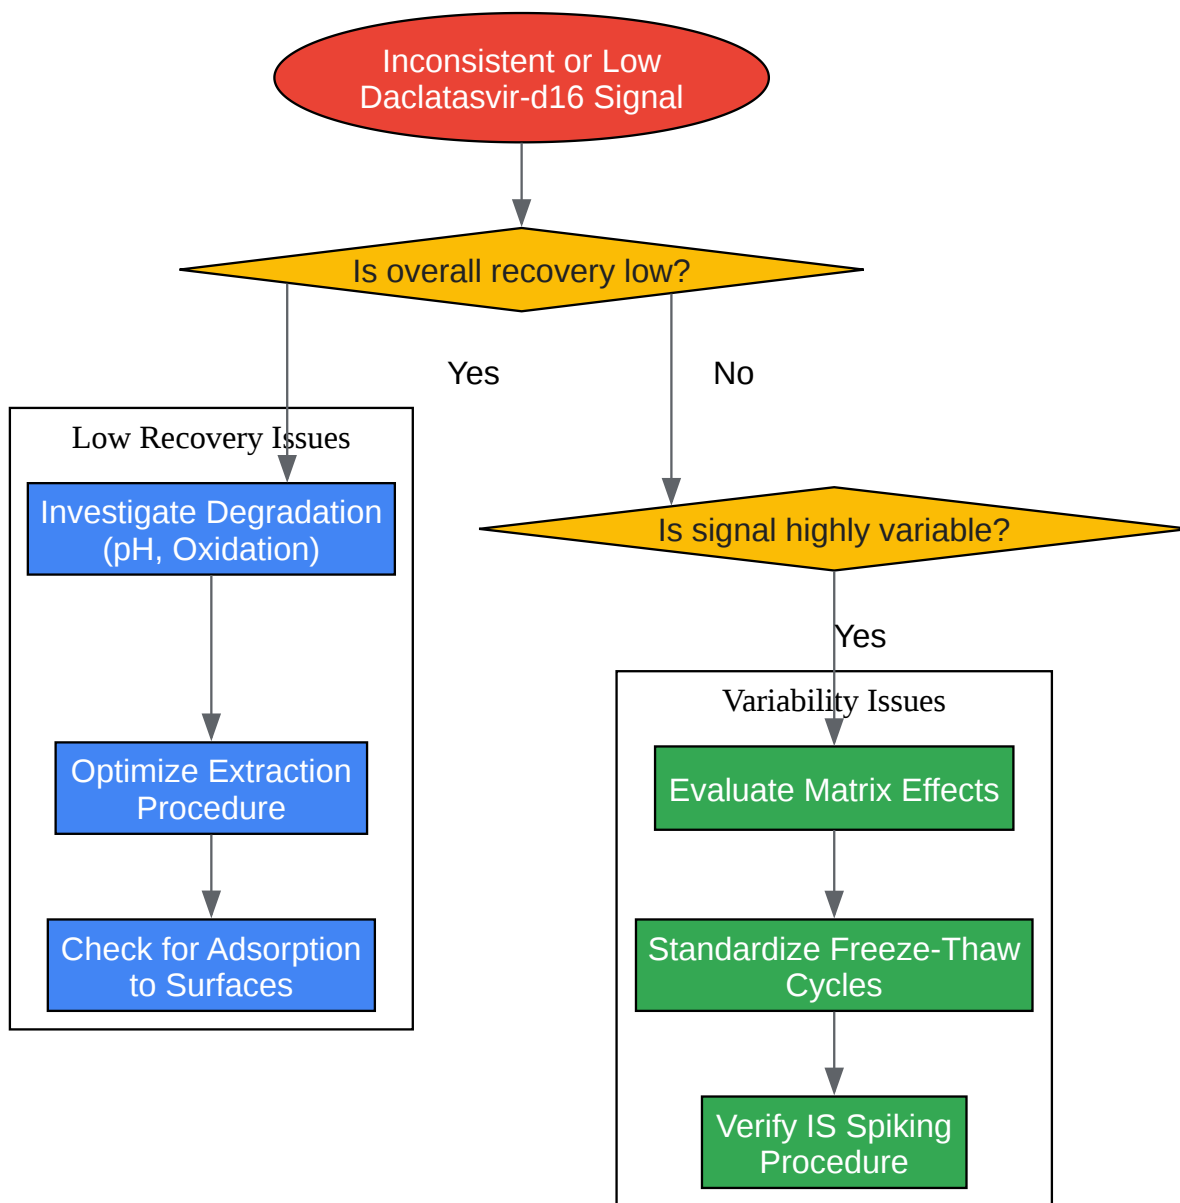 Inconsistent or Low
Daclatasvir-d16 Signal
Is overall recovery low?
Yes
No
Low Recovery Issues
Investigate Degradation
(pH, Oxidation)
Optimize Extraction
Procedure
Check for Adsorption
to Surfaces
Is signal highly variable?
Yes
Variability Issues
Evaluate Matrix Effects
Standardize Freeze-Thaw
Cycles
Verify IS Spiking
Procedure